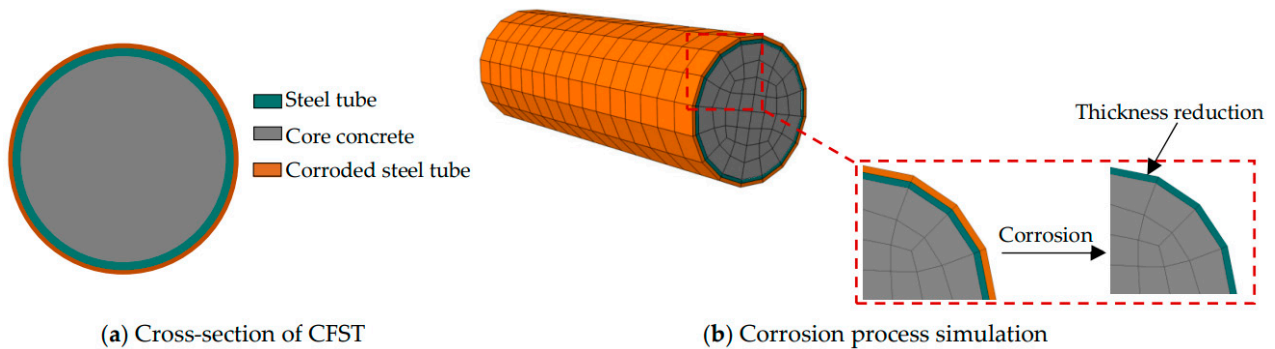 Steel tube
Core concrete
Corroded steel tube
Thickness reduction
Corrosion
(a) Cross-section of CFST
(b) Corrosion process simulation